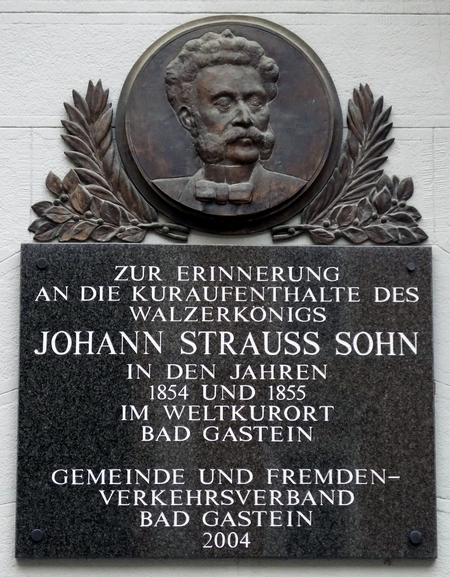 ZUR ERINNERUNG
AN DIE KURAUFENTHALTE DES
WALZERKÖNIGS
JOHANN STRAUSS SOHN
IN DEN JAHREN
1854 UND 1855
IM WELTKURORT
BAD GASTEIN
GEMEINDE UND FREMDEN-
VERKEHRSVERBAND
BAD GASTEIN
2004